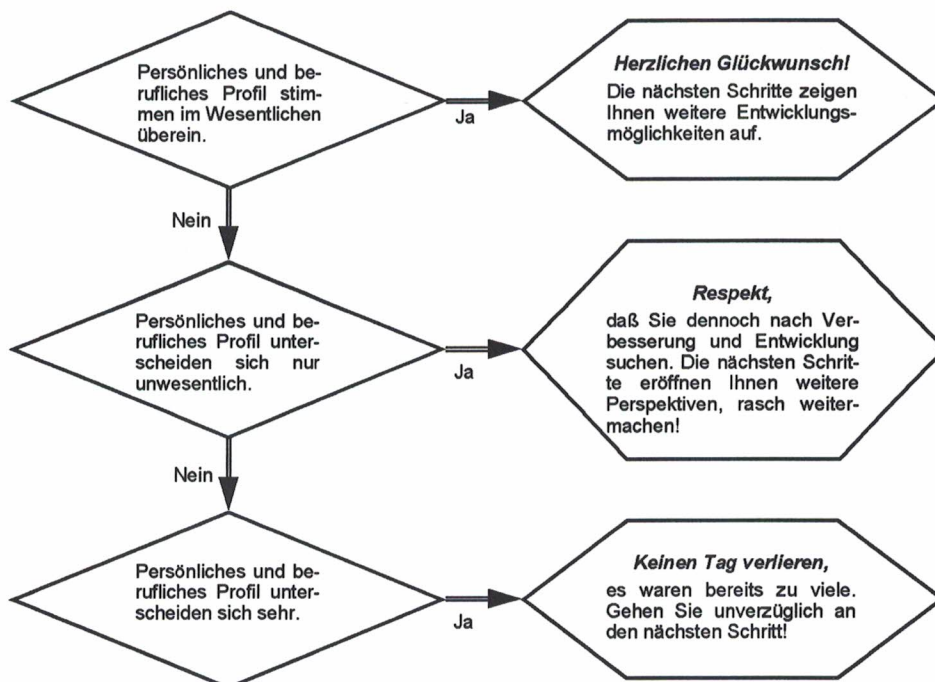 Persönliches und be-
rufliches Profil stim-
men im Wesentlichen
überein.
Ja
Herzlichen Glückwunsch!
Die nächsten Schritte zeigen
Ihnen weitere Entwicklungs-
möglichkeiten auf.
Nein
Persönliches und be-
rufliches Profil unter-
scheiden sich nur
unwesentlich.
Ja
Respekt,
daß Sie dennoch nach Ver-
besserung und Entwicklung
suchen. Die nächsten Schrit-
te eröffnen Ihnen weitere
Perspektiven, rasch weiter-
machen!
Nein
Persönliches und be-
rufliches Profil unter-
scheiden sich sehr.
Ja
Keinen Tag verlieren,
es waren bereits zu viele.
Gehen Sie unverzüglich an
den nächsten Schritt!